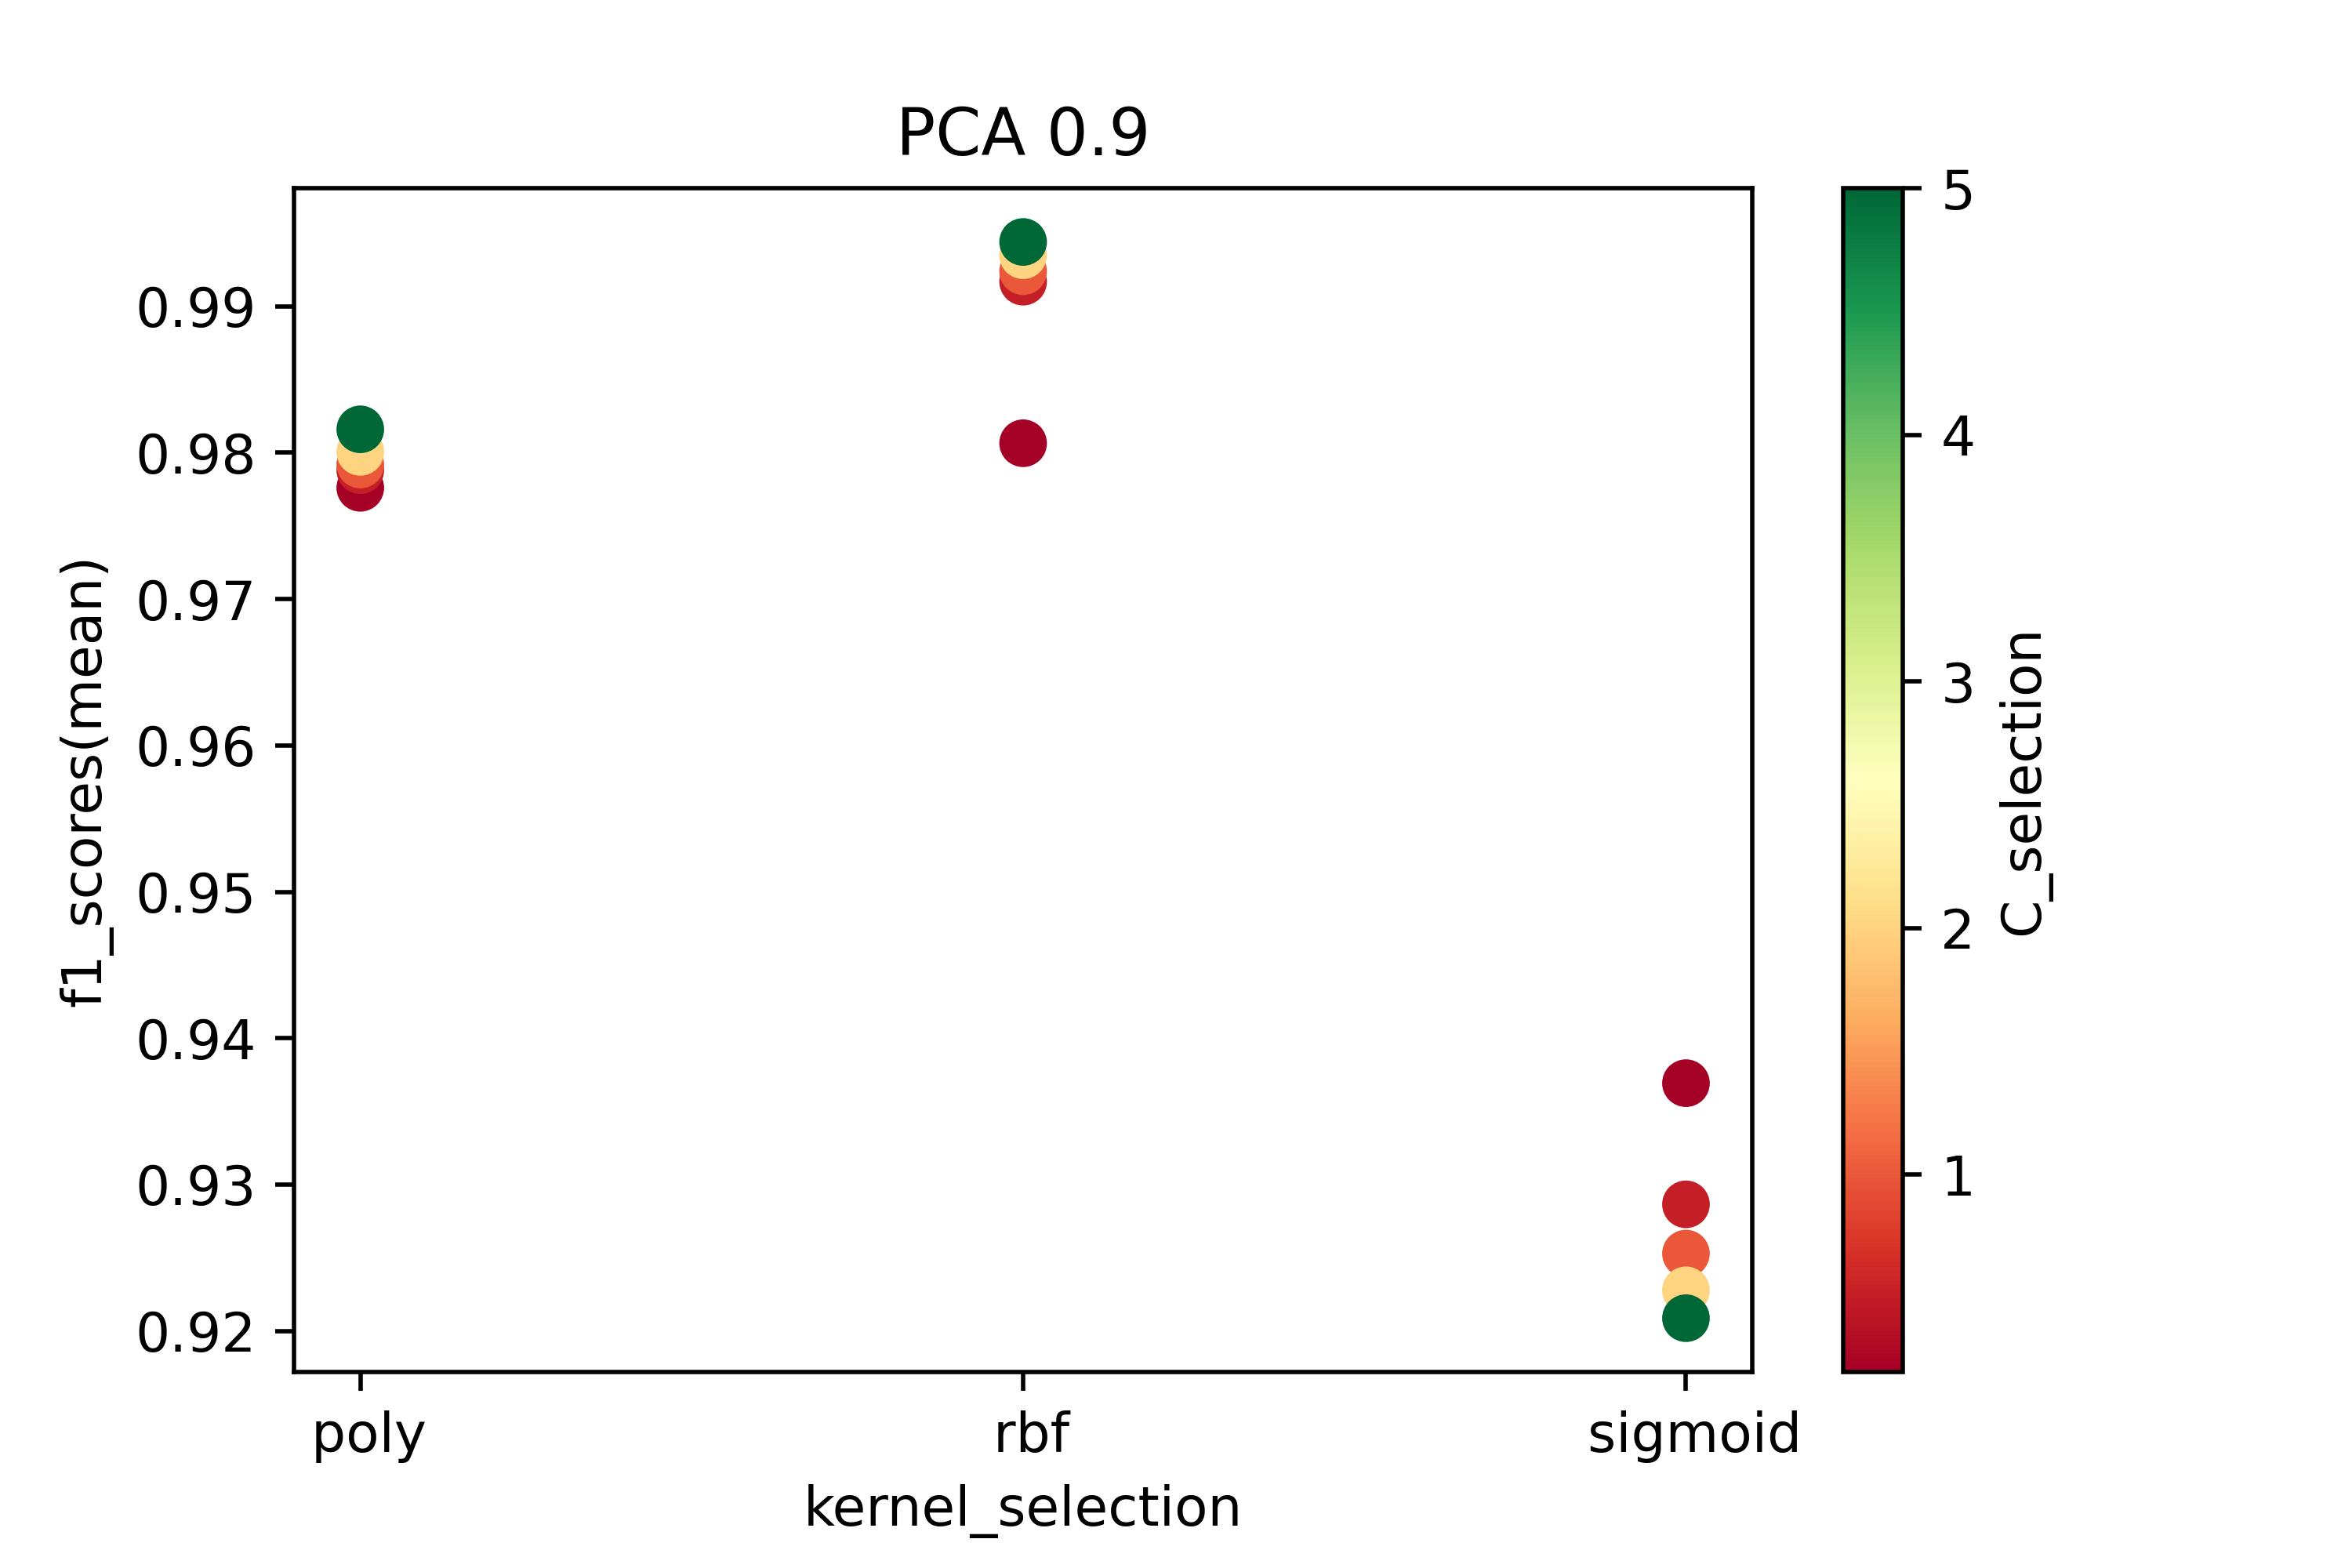 PCA 0.9
f1_scores(mean)
0.99
0.98
0.97
0.96
0.95
0.94
0.93
0.92
poly
rbf
sigmoid
kernel_selection
5
4
3
2
1
C_selection